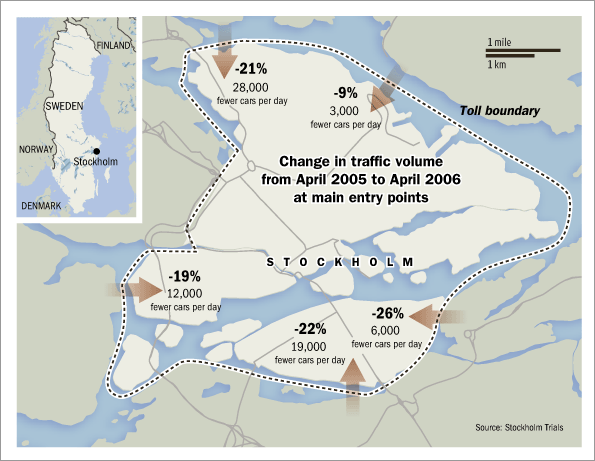 FINLAND
SWEDEN
NORWAY
Stockholm
DENMARK
1 mile
1 km
Toll boundary
-21%
28,000
fewer cars per day
-9%
3,000
fewer cars per day
Change in traffic volume
from April 2005 to April 2006
at main entry points
STOCKHOLM
-19%
12,000
fewer cars per day
-22%
19,000
fewer cars per day
-26%
6,000
fewer cars per day
Source: Stockholm Trials